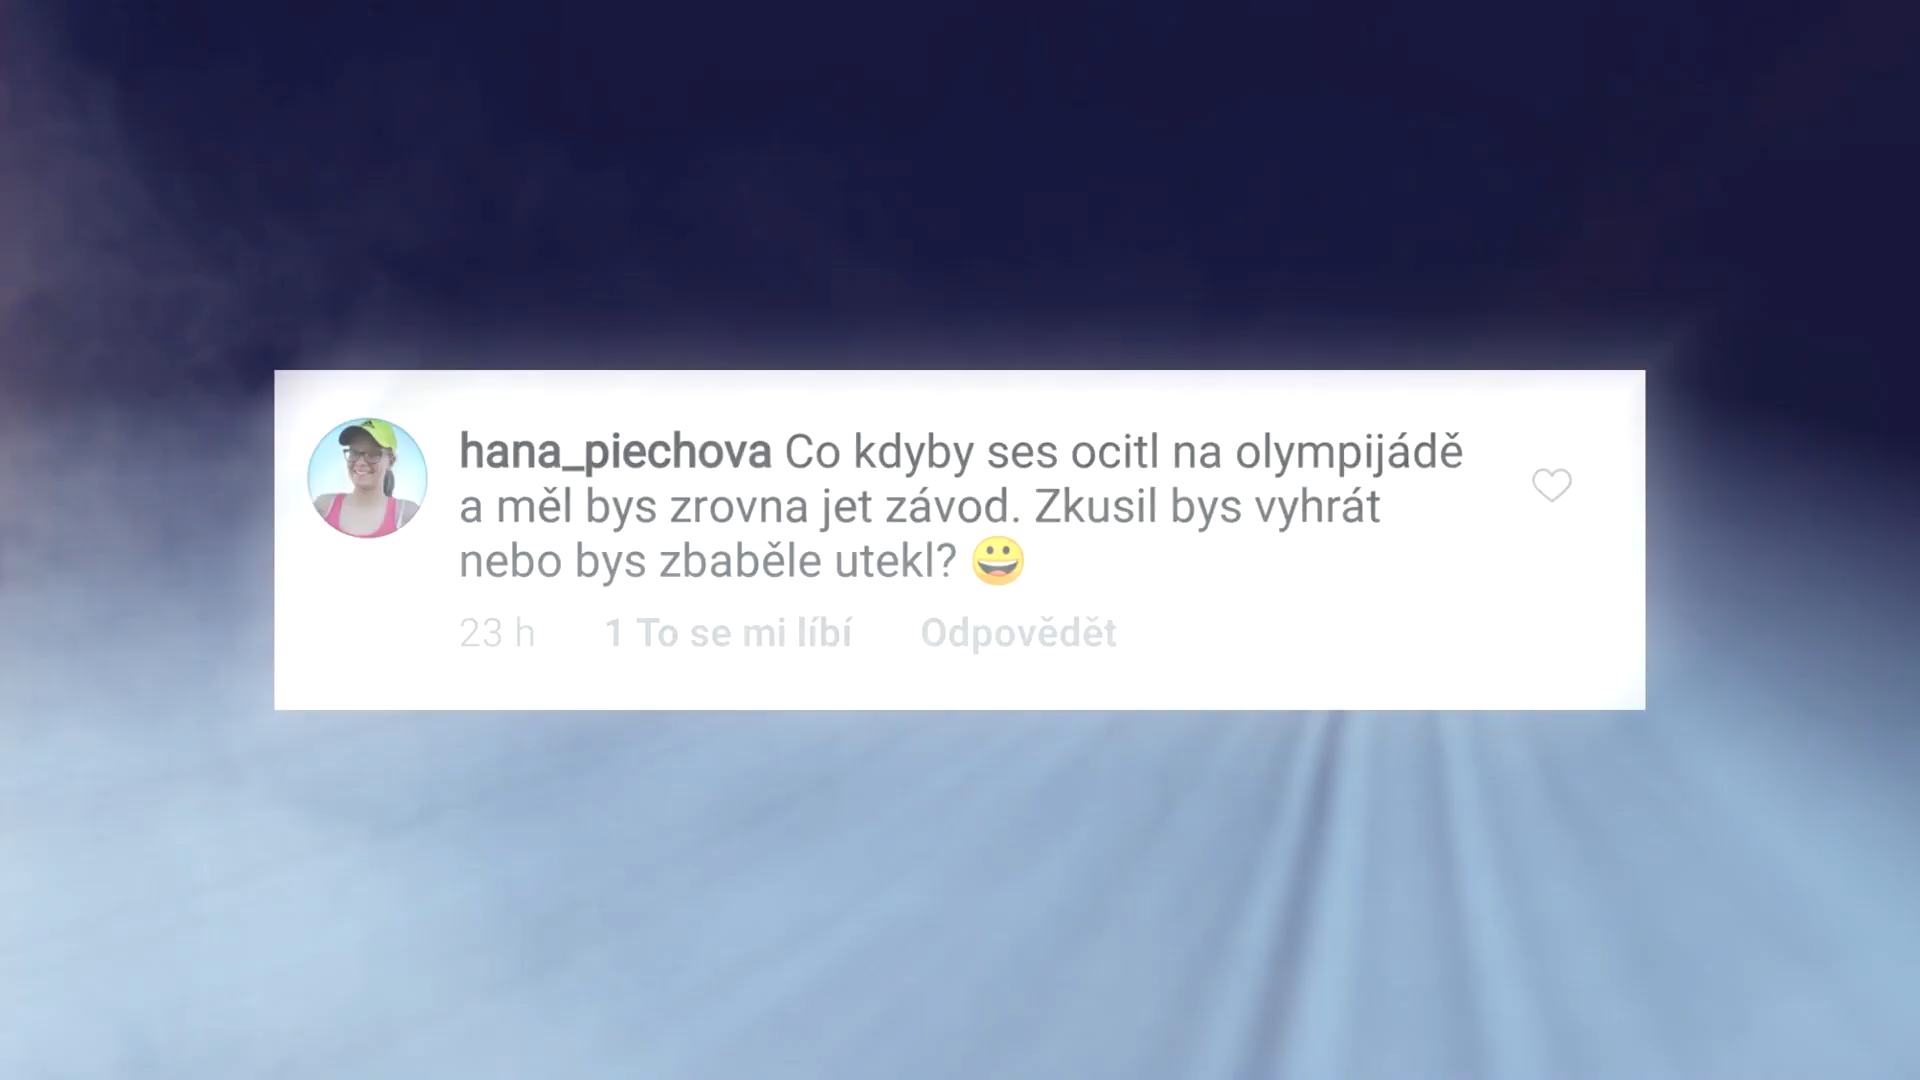 hana_piechova Co kdyby ses ocitl na olympijádě
a měl bys zrovna jet závod. Zkusil bys vyhrát
nebo bys zbaběle utekl? 😀
23 h 1 To se mi líbí Odpovědět